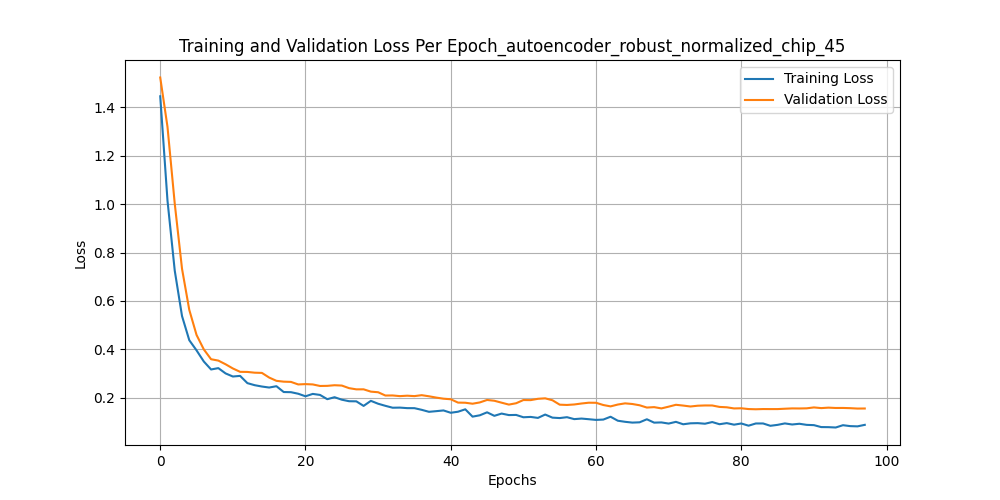 Training and Validation Loss Per Epoch_autoencoder_robust_normalized_chip_45
Training Loss
Validation Loss
1.4
1.2
1.0
0.8
0.6
0.4
0.2
Loss
0
20
40
60
80
100
Epochs